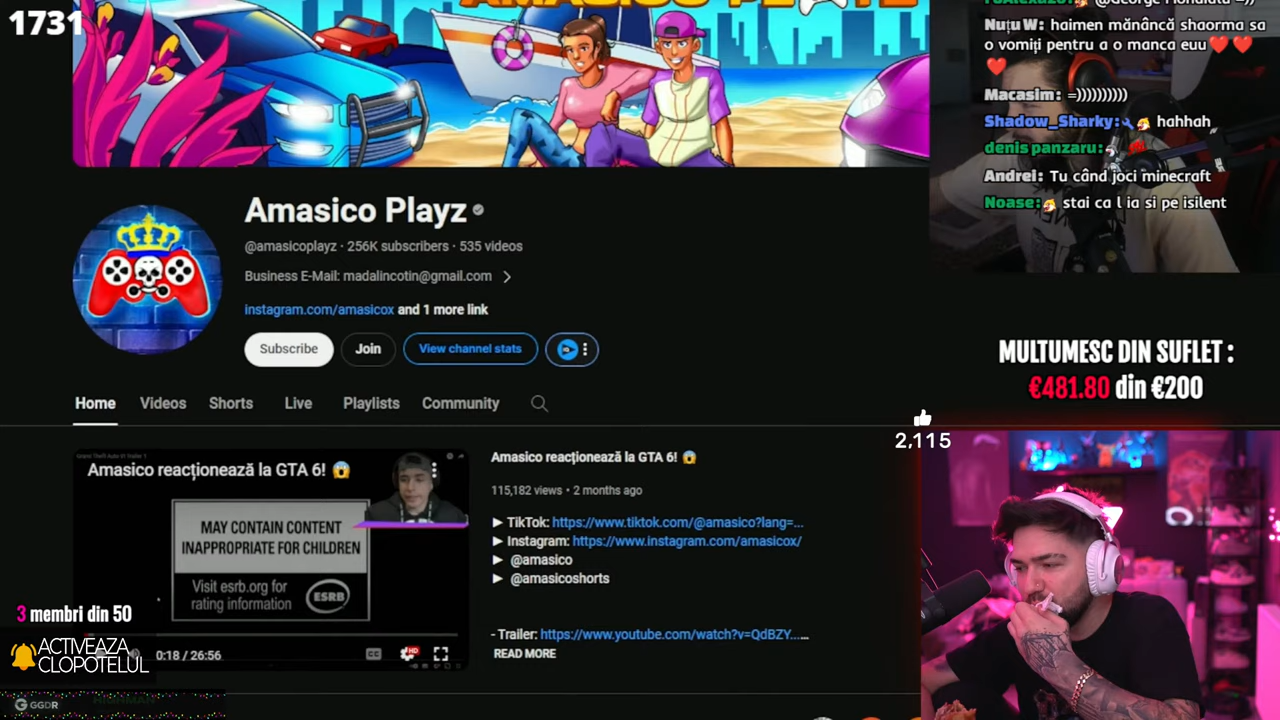 1731
Nuțu W: haimen mănâncă shaorma sa
o vomiți pentru a o manca euu
Macasim: =)))))))))
Shadow_Sharky: hahhah
denis panzaru:
Andrei: Tu când joci minecraft
Noase: stai ca l ia si pe isilent
Amasico Playz
@amasicoplayz · 256K subscribers · 535 videos
Business E-Mail: madalincotin@gmail.com
instagram.com/amasicox and 1 more link
Subscribe
Join
View channel stats
MULTUMESC DIN SUFLET :
€481.80 din €200
Home
Videos
Shorts
Live
Playlists
Community
2,115
Amasico reacționează la GTA 6!
MAY CONTAIN CONTENT
INAPPROPRIATE FOR CHILDREN
Visit esrb.org for
rating information
ESRB
0:18 / 26:56
CC
HD
Amasico reacționează la GTA 6!
115,182 views • 2 months ago
► TikTok: https://www.tiktok.com/@amasico?lang=...
► Instagram: https://www.instagram.com/amasicox/
► @amasico
► @amasicoshorts
- Trailer: https://www.youtube.com/watch?v=QdBZY......
READ MORE
3 membri din 50
ACTIVEAZA
CLOPOTELUL
GGDR